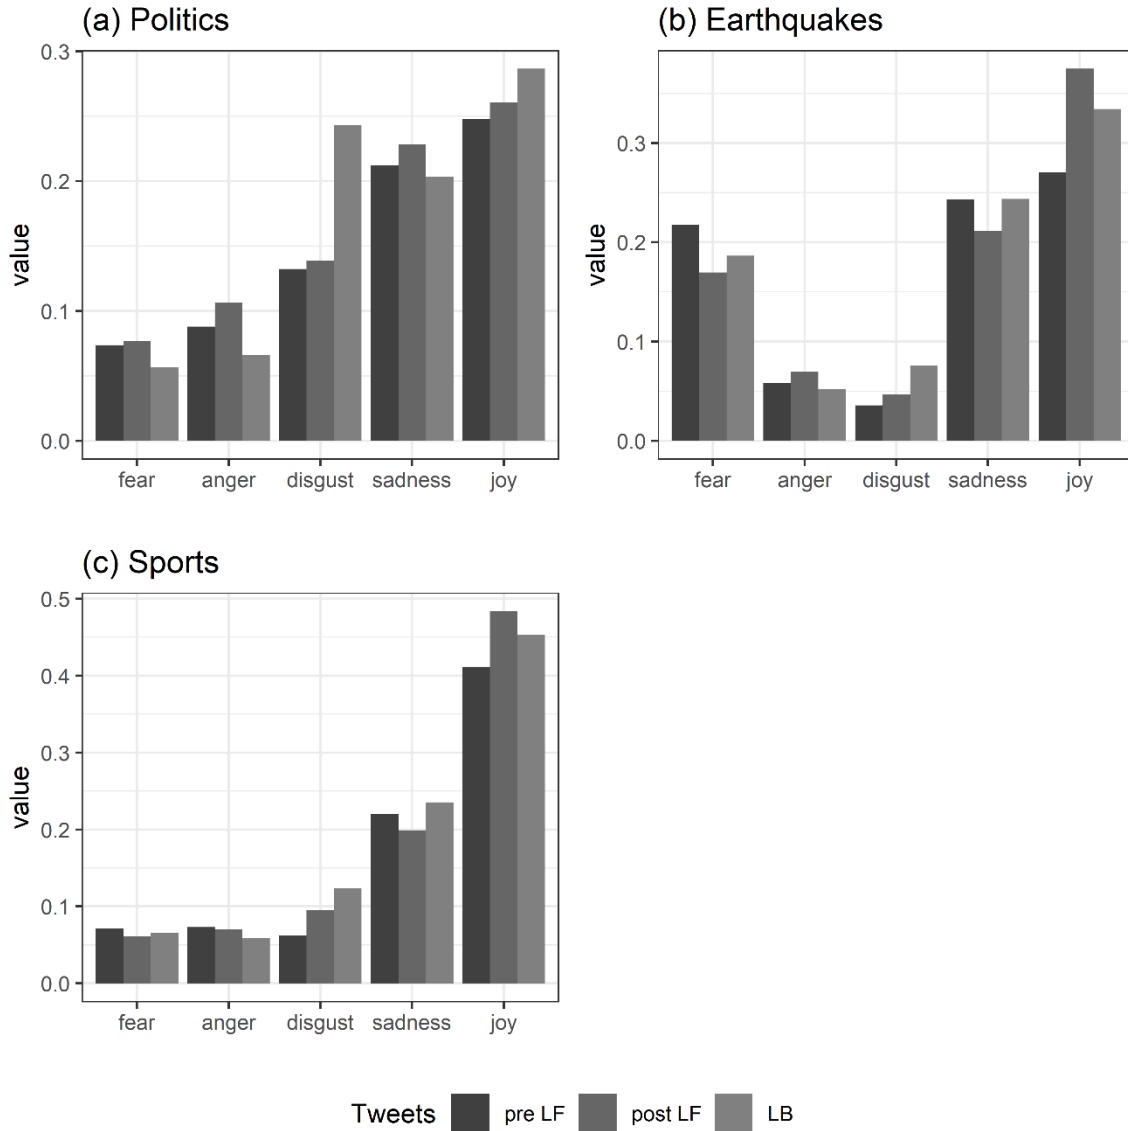 (a) Politics
0.3
0.2
0.1
0.0
value
fear anger disgust sadness joy
(b) Earthquakes
0.3
0.2
0.1
0.0
value
fear anger disgust sadness joy
(c) Sports
0.5
0.4
0.3
0.2
0.1
0.0
value
fear anger disgust sadness joy
Tweets pre LF post LF LB